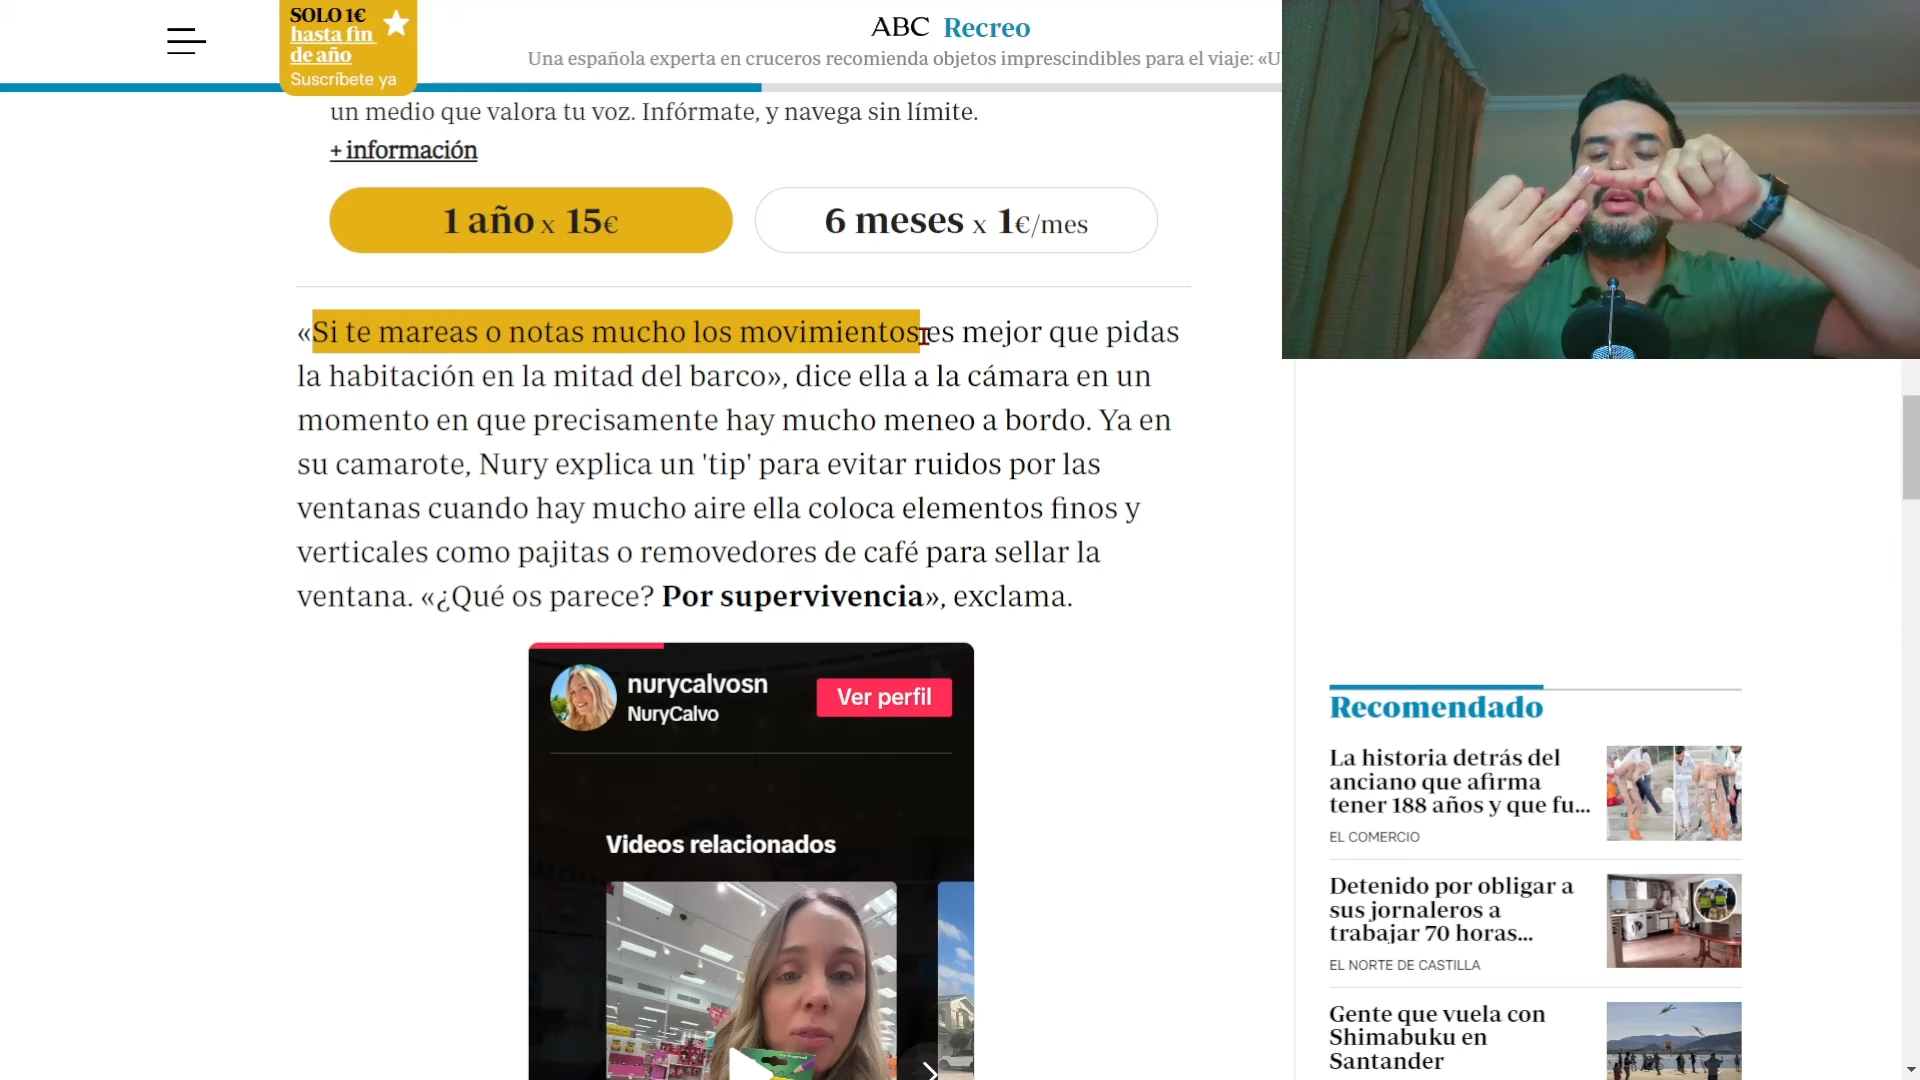 SOLO 1€
hasta fin
de año
Suscríbete ya
ABC Recreo
Una española experta en cruceros recomienda objetos imprescindibles para el viaje: «U
un medio que valora tu voz. Infórmate, y navega sin límite.
+ información
1 año x 15€
6 meses x 1€/mes
«Si te mareas o notas mucho los movimientos es mejor que pidas
la habitación en la mitad del barco», dice ella a la cámara en un
momento en que precisamente hay mucho meneo a bordo. Ya en
su camarote, Nury explica un 'tip' para evitar ruidos por las
ventanas cuando hay mucho aire ella coloca elementos finos y
verticales como pajitas o removedores de café para sellar la
ventana. «¿Qué os parece? Por supervivencia», exclama.
nurycalvosn
NuryCalvo
Ver perfil
Videos relacionados
Recomendado
La historia detrás del
anciano que afirma
tener 188 años y que fu...
EL COMERCIO
Detenido por obligar a
sus jornaleros a
trabajar 70 horas...
EL NORTE DE CASTILLA
Gente que vuela con
Shimabuku en
Santander